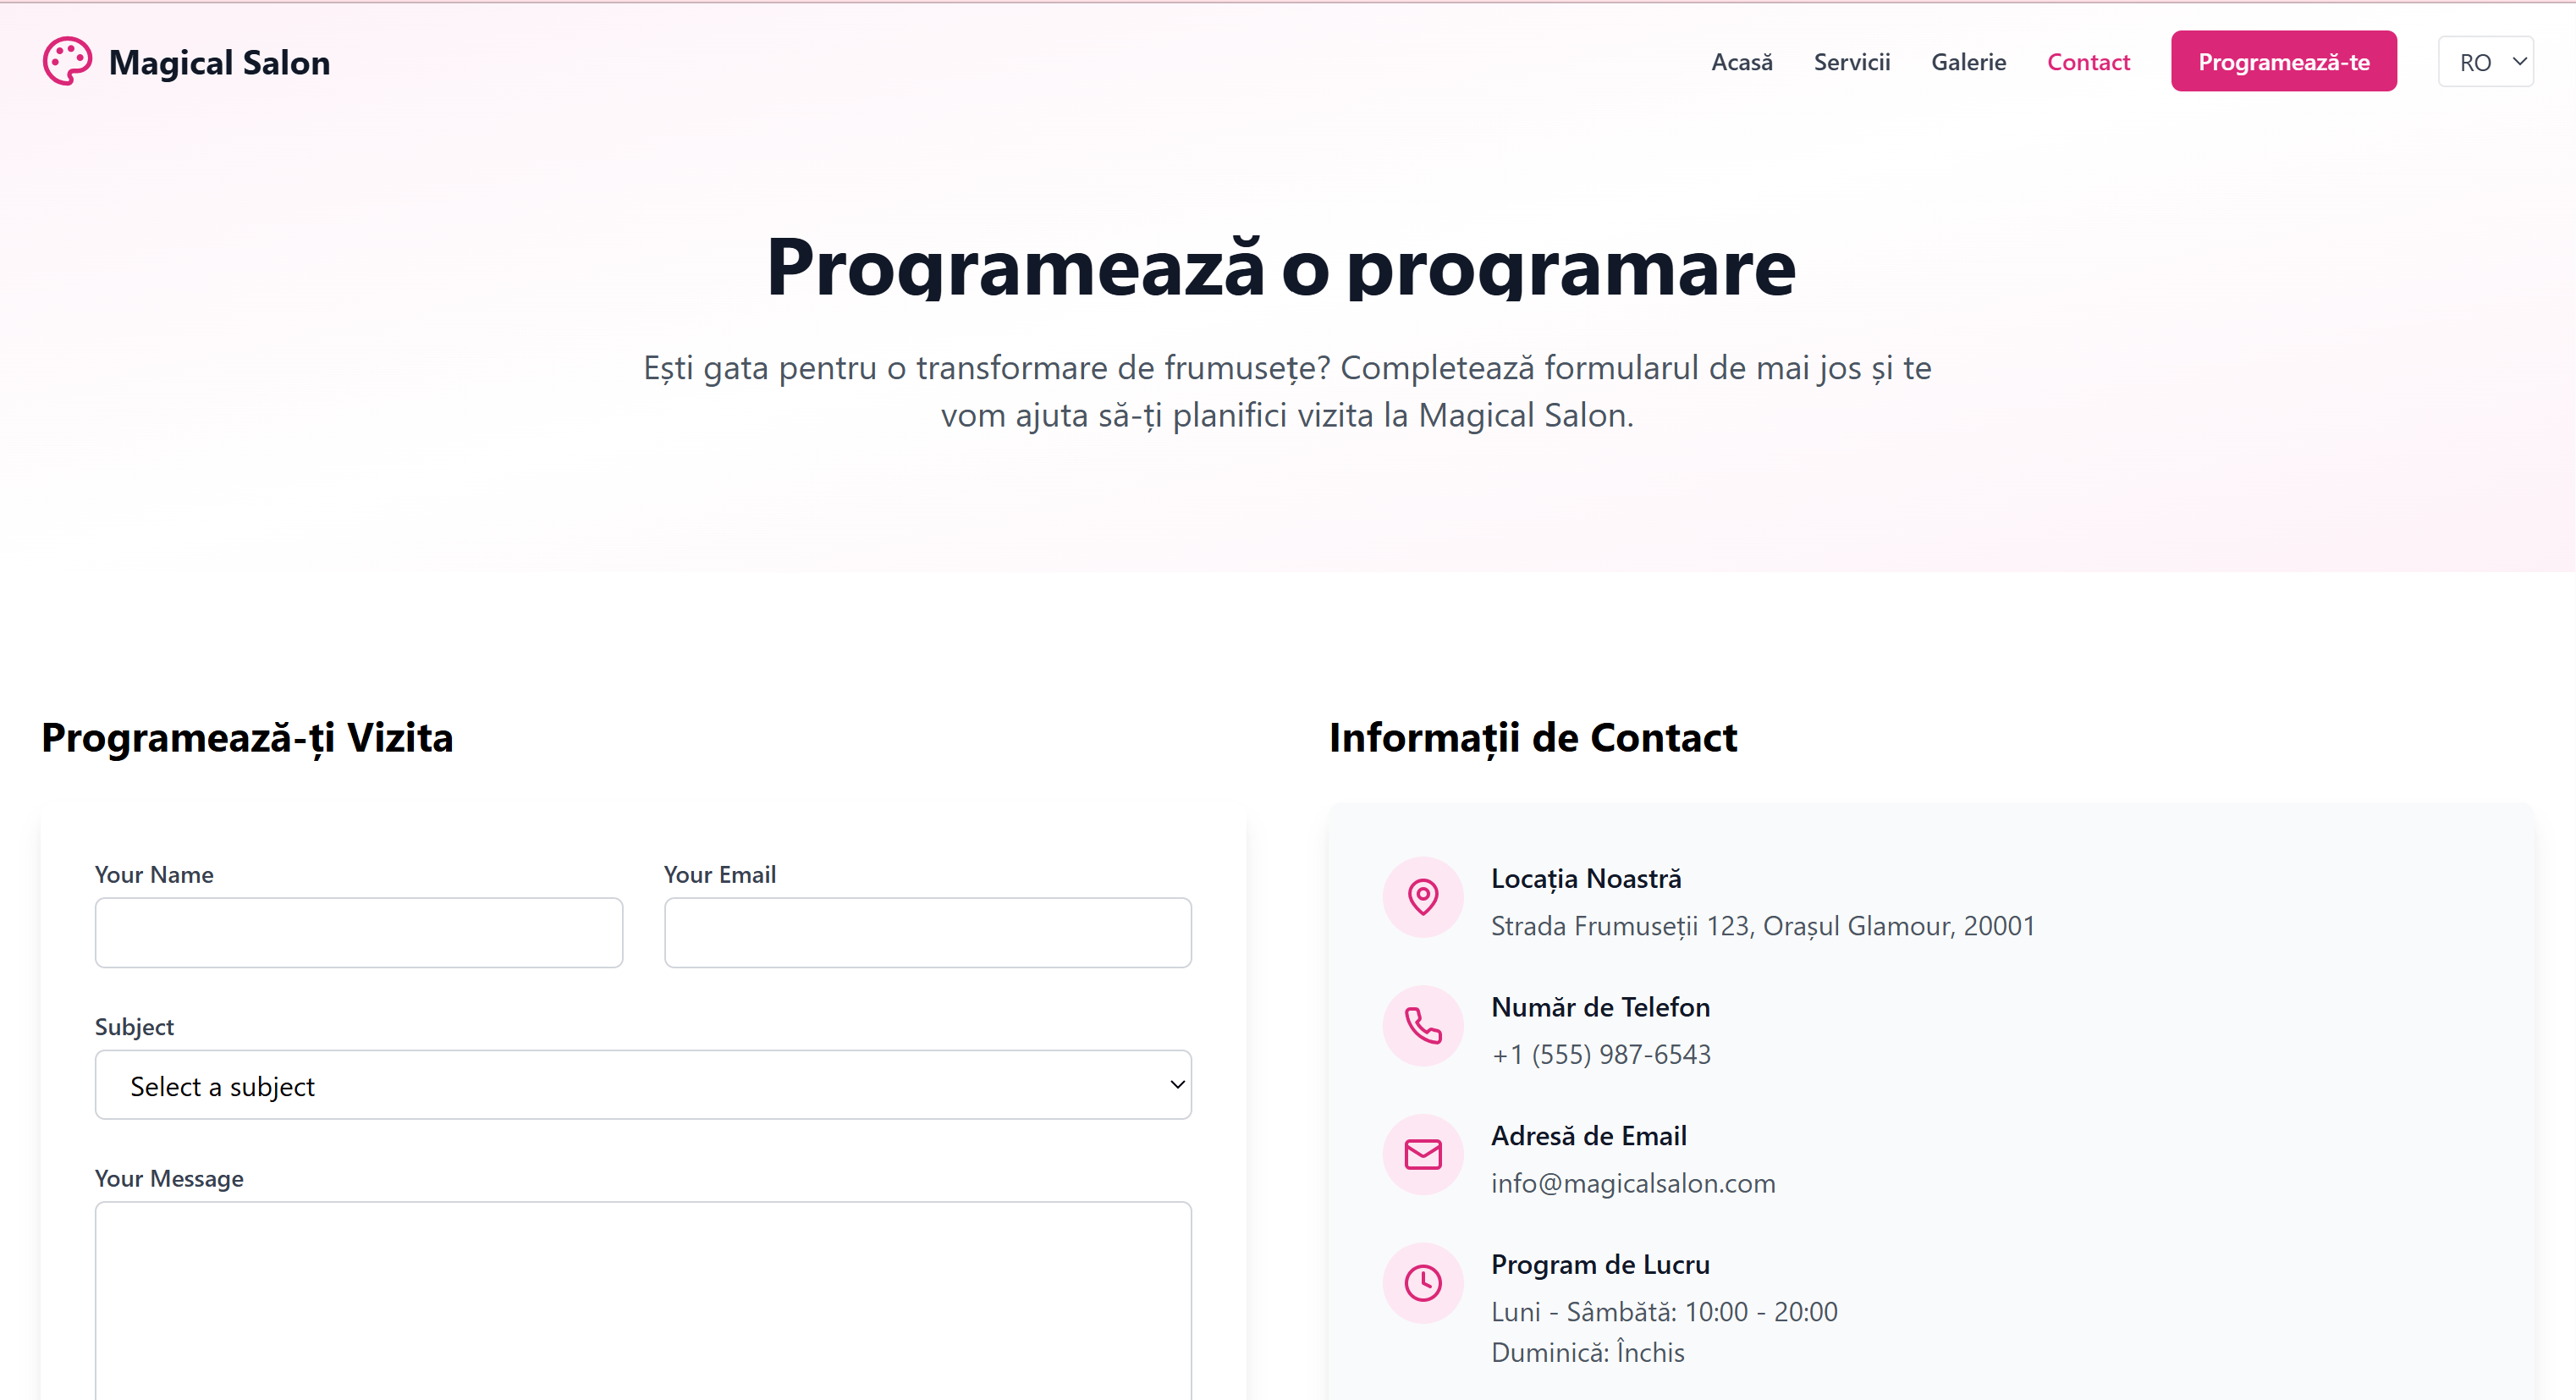 Magical Salon
Acasă
Servicii
Galerie
Contact
Programează-te
RO
Programează o programare
Ești gata pentru o transformare de frumusețe? Completează formularul de mai jos și te
vom ajuta să-ți planifici vizita la Magical Salon.
Programează-ți Vizita
Your Name
Your Email
Subject
Select a subject
Your Message
Informații de Contact
Locația Noastră
Strada Frumuseții 123, Orașul Glamour, 20001
Număr de Telefon
+1 (555) 987-6543
Adresă de Email
info@magicalsalon.com
Program de Lucru
Luni - Sâmbătă: 10:00 - 20:00
Duminică: Închis